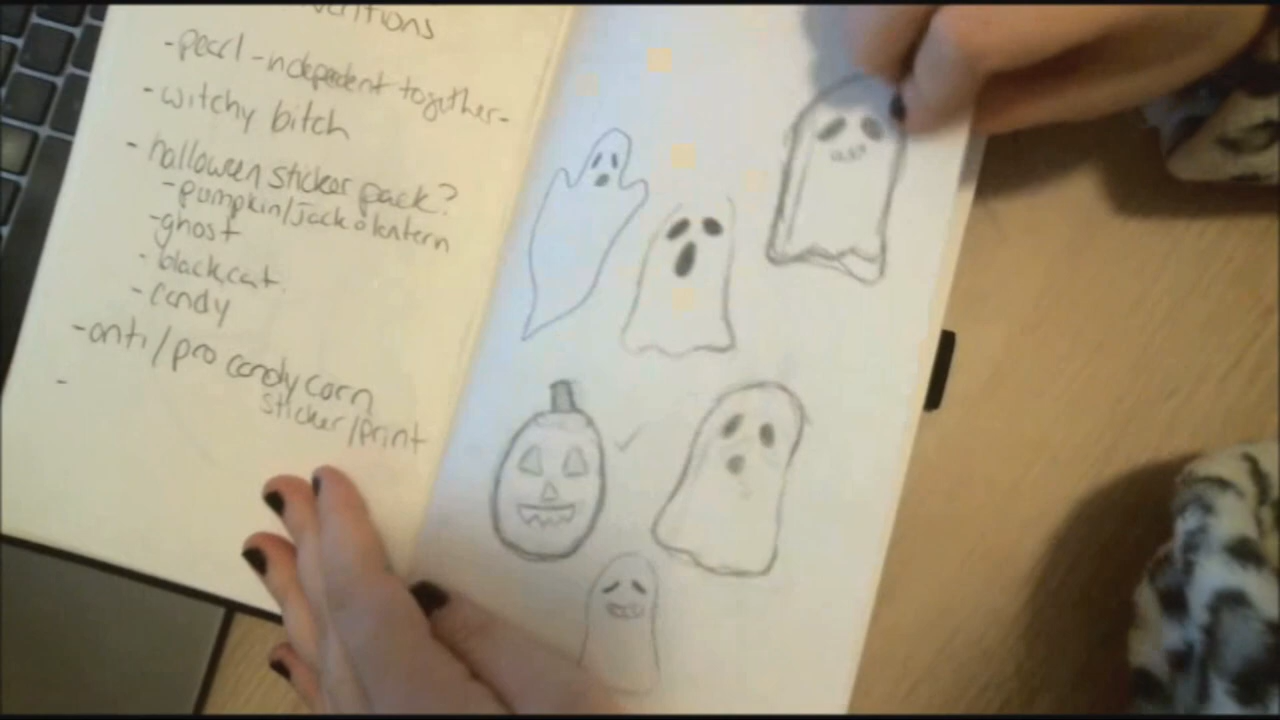 - pearl - independent together -
- witchy bitch
- halloween sticker pack?
- pumpkin/jack o lantern
- ghost
- black cat
- candy
- anti/pro candy corn
sticker/print
-